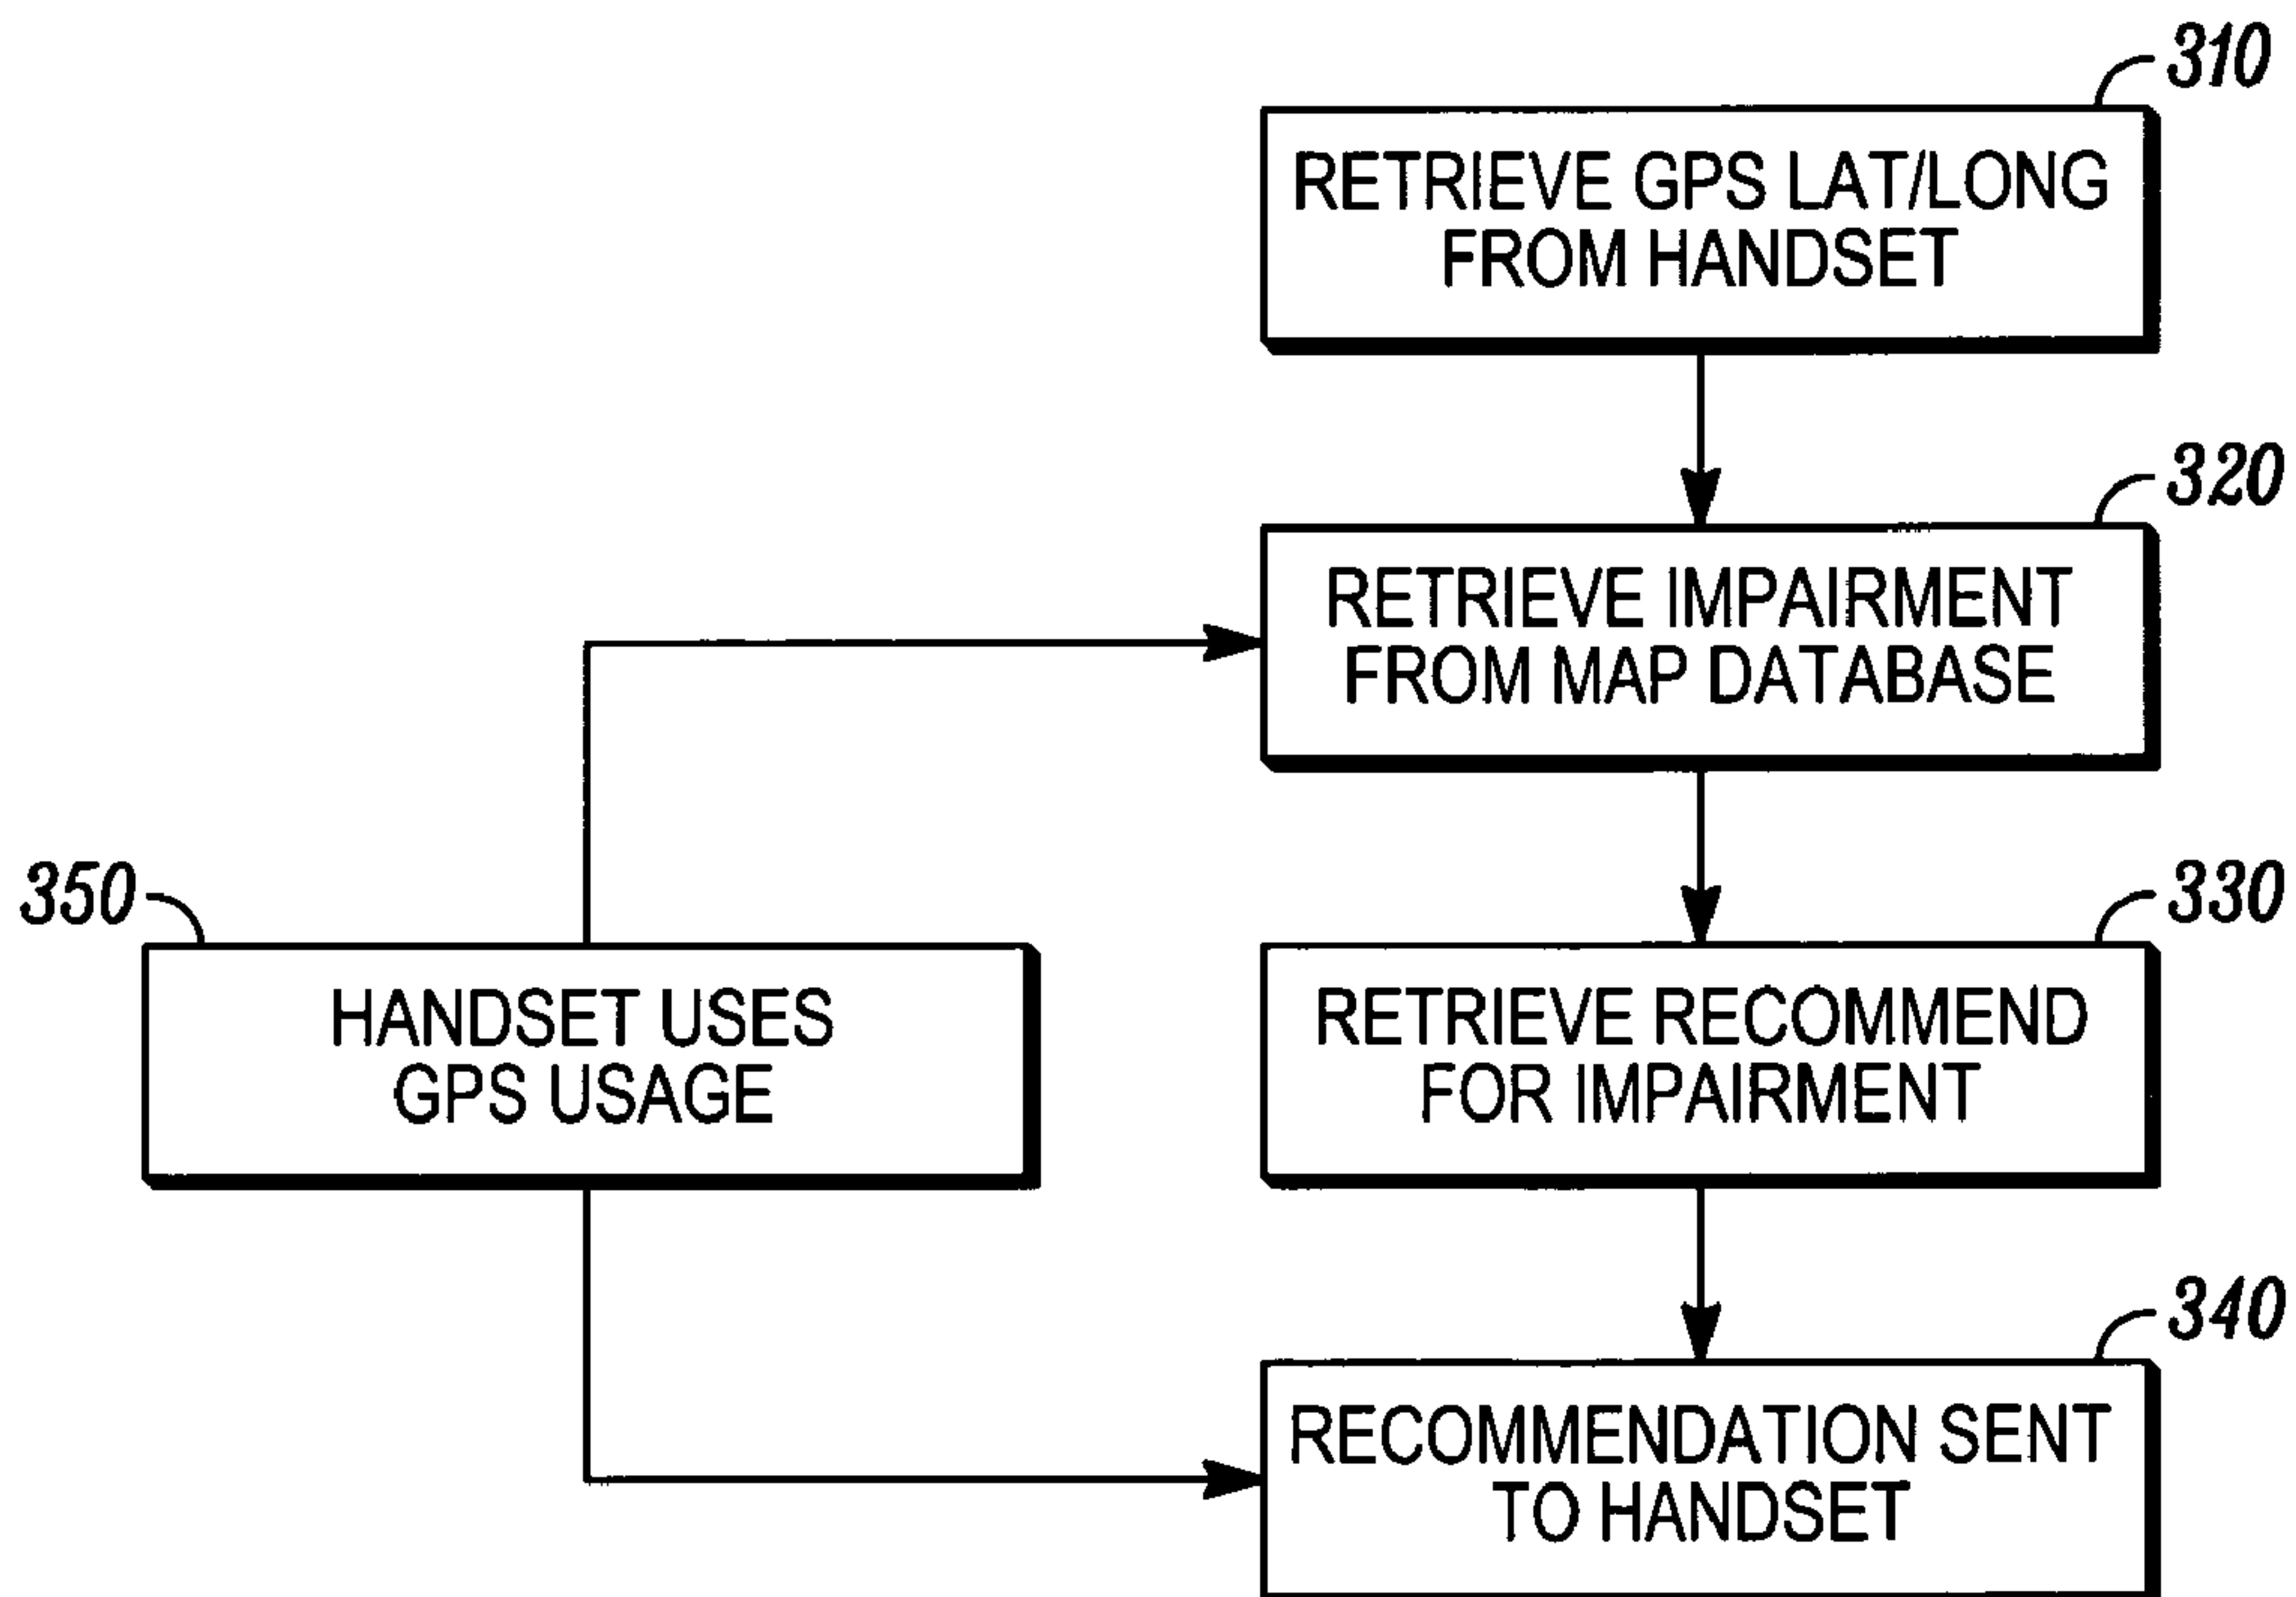 310
RETRIEVE GPS LAT/LONG
FROM HANDSET
320
RETRIEVE IMPAIRMENT
FROM MAP DATABASE
350
HANDSET USES
GPS USAGE
330
RETRIEVE RECOMMEND
FOR IMPAIRMENT
340
RECOMMENDATION SENT
TO HANDSET